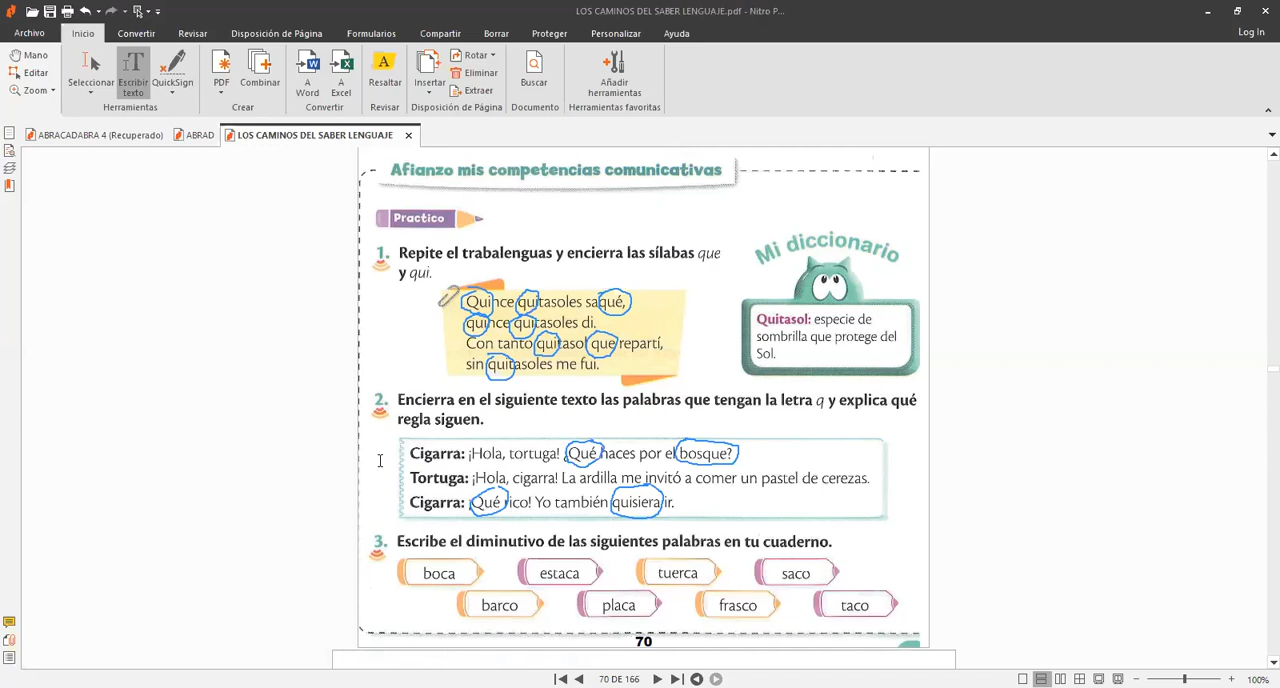 LOS CAMINOS DEL SABER LENGUAJE.pdf - Nitro P...
Archivo Inicio Convertir Revisar Disposición de Página Formularios Compartir Borrar Proteger Personalizar Ayuda Log In
Mano
Editar
Zoom
Seleccionar
Escribir texto
QuickSign
Herramientas
PDF
Combinar
Crear
A Word
A Excel
Convertir
Resaltar
Revisar
Insertar
Rotar
Eliminar
Extraer
Disposición de Página
Buscar
Documento
Añadir herramientas
Herramientas favoritas
ABRACADABRA 4 (Recuperado) ABRAD LOS CAMINOS DEL SABER LENGUAJE
Afianzo mis competencias comunicativas
Practico
1. Repite el trabalenguas y encierra las sílabas que
y qui.
Quince quitasoles saqué,
quince quitasoles di.
Con tanto quitasol que repartí,
sin quitasoles me fui.
Mi diccionario
Quitasol: especie de
sombrilla que protege del
Sol.
2. Encierra en el siguiente texto las palabras que tengan la letra q y explica qué
regla siguen.
Cigarra: ¡Hola, tortuga! ¿Qué haces por el bosque?
Tortuga: ¡Hola, cigarra! La ardilla me invitó a comer un pastel de cerezas.
Cigarra: ¡Qué rico! Yo también quisiera ir.
3. Escribe el diminutivo de las siguientes palabras en tu cuaderno.
boca estaca tuerca saco
barco placa frasco taco
70
70 DE 166
100%